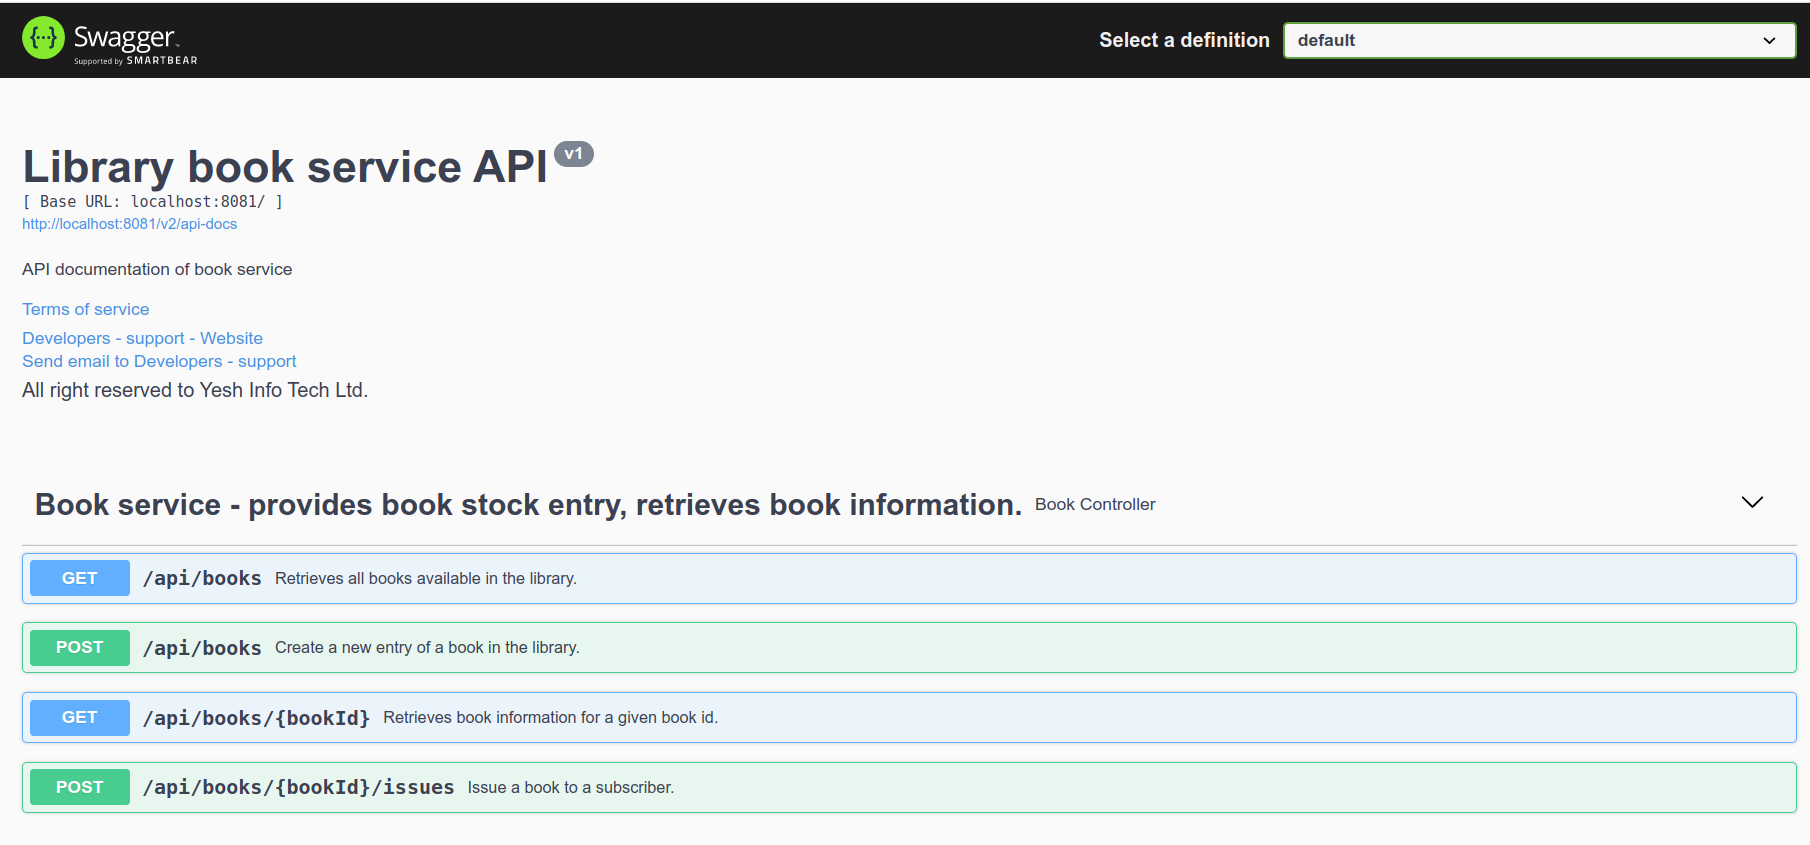 {···} Swagger
Supported by SMARTBEAR
Select a definition
default
Library book service API v1
[ Base URL: localhost:8081/ ]
http://localhost:8081/v2/api-docs
API documentation of book service
Terms of service
Developers - support - Website
Send email to Developers - support
All right reserved to Yesh Info Tech Ltd.
Book service - provides book stock entry, retrieves book information. Book Controller
GET /api/books Retrieves all books available in the library.
POST /api/books Create a new entry of a book in the library.
GET /api/books/{bookId} Retrieves book information for a given book id.
POST /api/books/{bookId}/issues Issue a book to a subscriber.